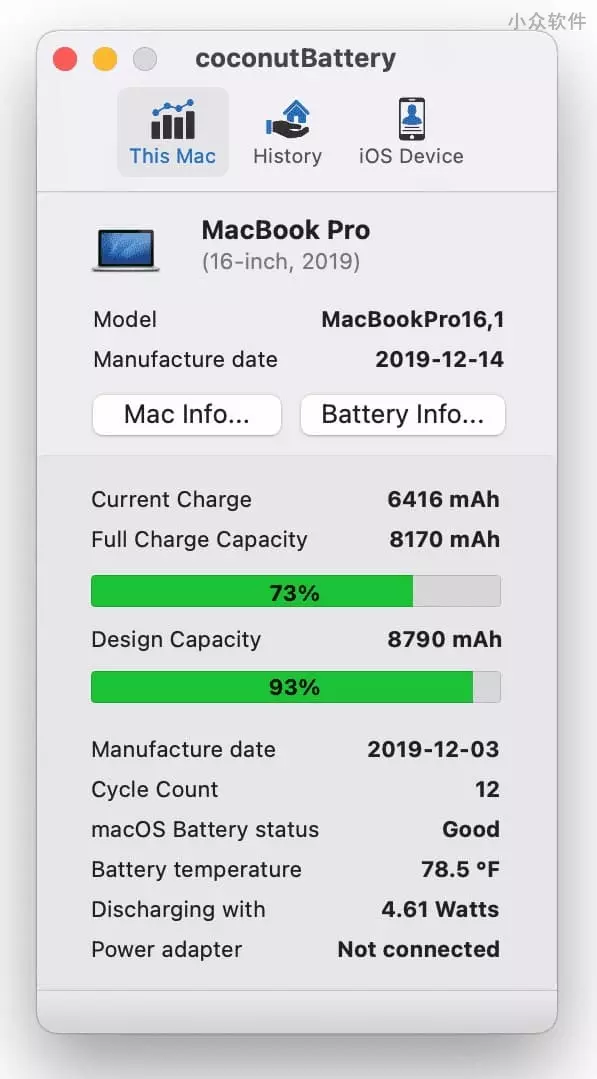 小众软件
coconutBattery
This Mac
History
iOS Device
MacBook Pro
(16-inch, 2019)
Model MacBookPro16,1
Manufacture date 2019-12-14
Mac Info... Battery Info...
Current Charge 6416 mAh
Full Charge Capacity 8170 mAh
73%
Design Capacity 8790 mAh
93%
Manufacture date 2019-12-03
Cycle Count 12
macOS Battery status Good
Battery temperature 78.5 °F
Discharging with 4.61 Watts
Power adapter Not connected